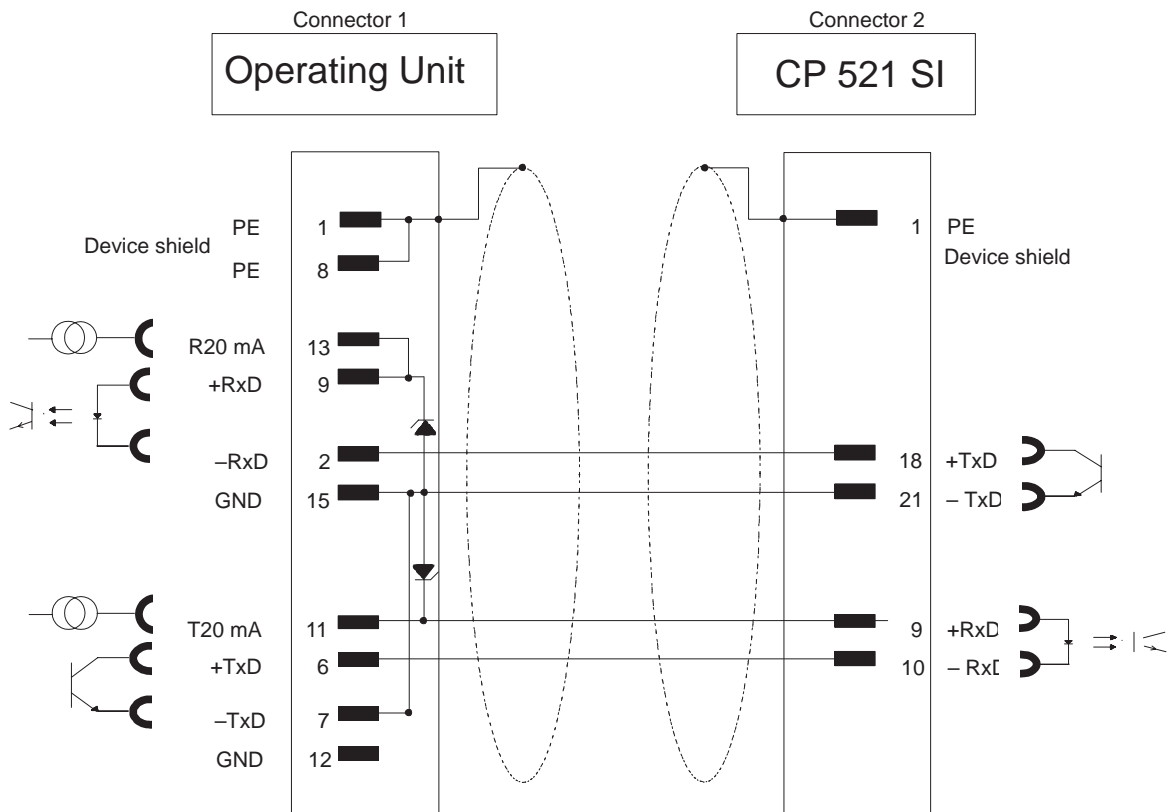 Connector 1
Connector 2
Operating Unit
CP 521 SI
PE 1
1 PE
Device shield
Device shield
PE 8
R20 mA 13
+RxD 9
–RxD 2
18 +TxD
GND 15
21 – TxD
T20 mA 11
9 +RxD
+TxD 6
10 – RxD
–TxD 7
GND 12